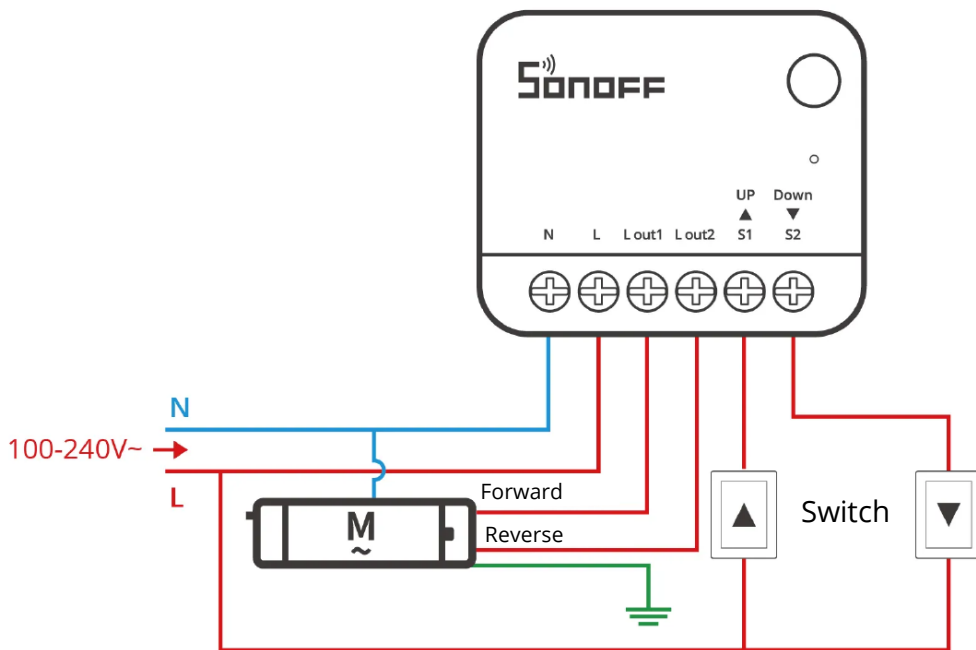 SONOFF
UP Down
▲ ▼
N L L out1 L out2 S1 S2
N
100-240V~
L
Forward
M
~
Reverse
▲ Switch ▼